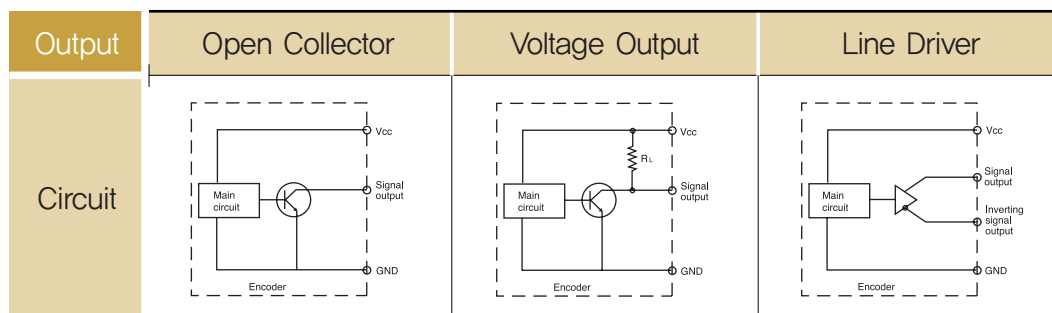 Output
Open Collector
Voltage Output
Line Driver
Circuit
Vcc
Main
circuit
Signal
output
GND
Encoder
Vcc
RL
Main
circuit
Signal
output
GND
Encoder
Vcc
Main
circuit
Signal
output
Inverting
signal
output
GND
Encoder